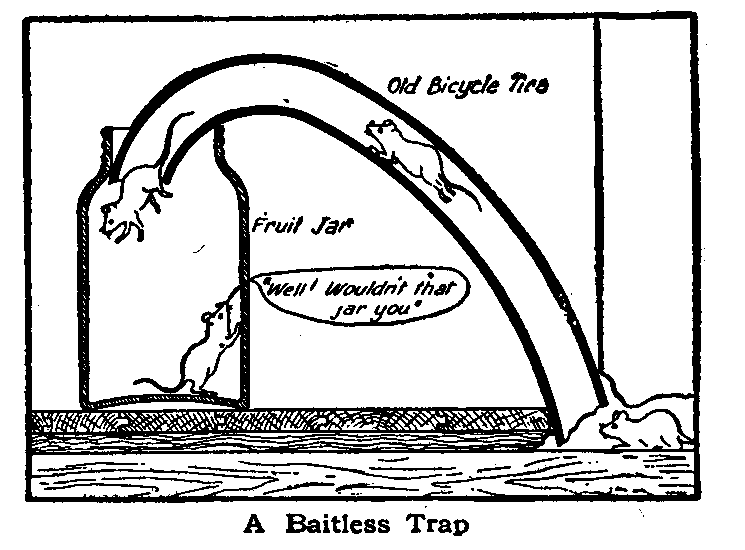 Old Bicycle Tire
Fruit Jar
"Well! Wouldn't that
jar you"
A Baitless Trap